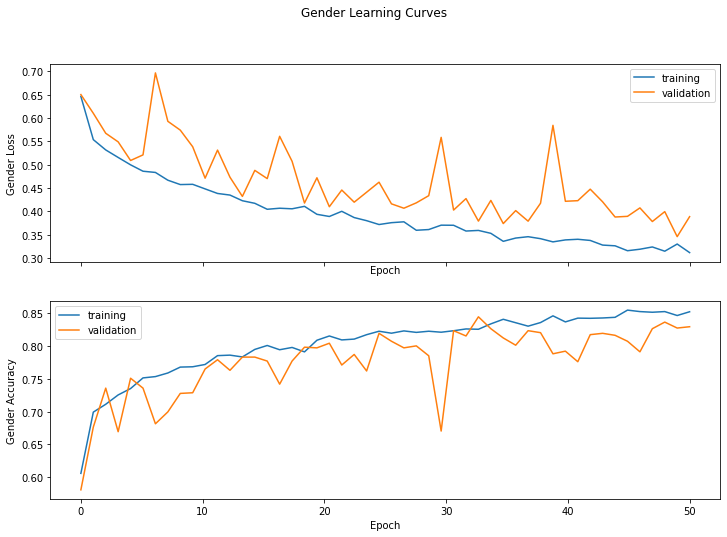 Gender Learning Curves
0.70
0.65
0.60
0.55
0.50
0.45
0.40
0.35
0.30
Gender Loss
training
validation
Epoch
0.85
0.80
0.75
0.70
0.65
0.60
Gender Accuracy
training
validation
0 10 20 30 40 50
Epoch